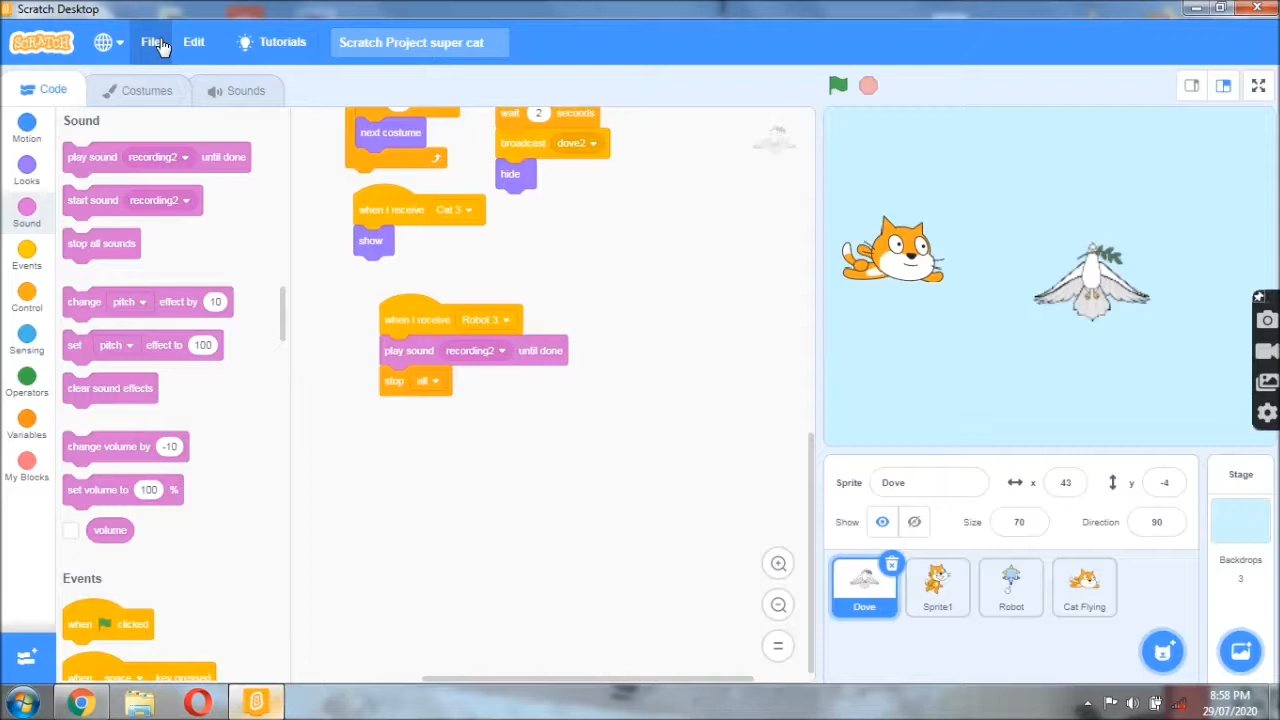 Scratch Desktop
SCRATCH
File
Edit
Tutorials
Scratch Project super cat
Code
Costumes
Sounds
Motion
Looks
Sound
Events
Control
Sensing
Operators
Variables
My Blocks
Sound
play sound recording2 until done
start sound recording2
stop all sounds
change pitch effect by 10
set pitch effect to 100
clear sound effects
change volume by -10
set volume to 100 %
volume
Events
when clicked
when space key pressed
next costume
wait 2 seconds
broadcast dove2
hide
when I receive Cat 3
show
when I receive Robot 3
play sound recording2 until done
stop all
Sprite Dove x 43 y -4
Show Size 70 Direction 90
Dove
Sprite1
Robot
Cat Flying
Stage
Backdrops
3
8:58 PM
29/07/2020